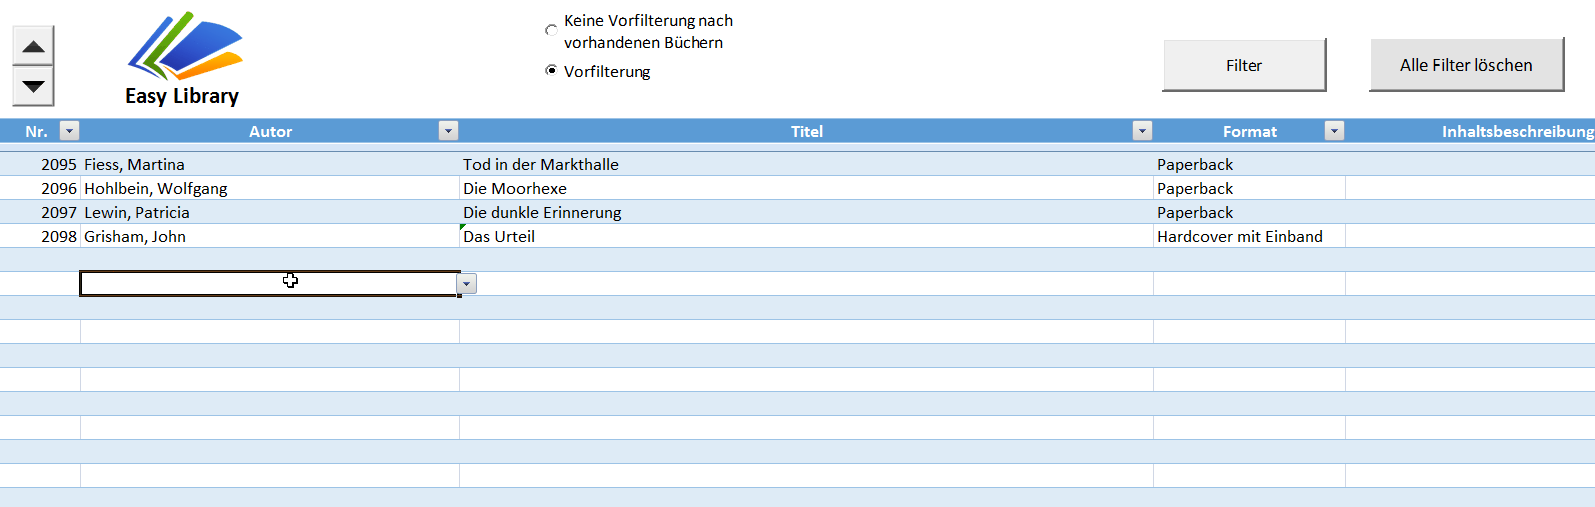 Keine Vorfilterung nach
vorhandenen Büchern
Vorfilterung
Filter
Alle Filter löschen
Easy Library
Nr. Autor Titel Format Inhaltsbeschreibung
2095 Fiess, Martina Tod in der Markthalle Paperback
2096 Hohlbein, Wolfgang Die Moorhexe Paperback
2097 Lewin, Patricia Die dunkle Erinnerung Paperback
2098 Grisham, John Das Urteil Hardcover mit Einband